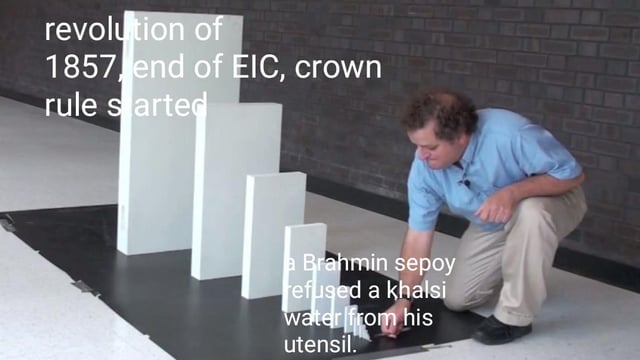 revolution of
1857, end of EIC, crown
rule started
a Brahmin sepoy
refused a khalsi
water from his
utensil.